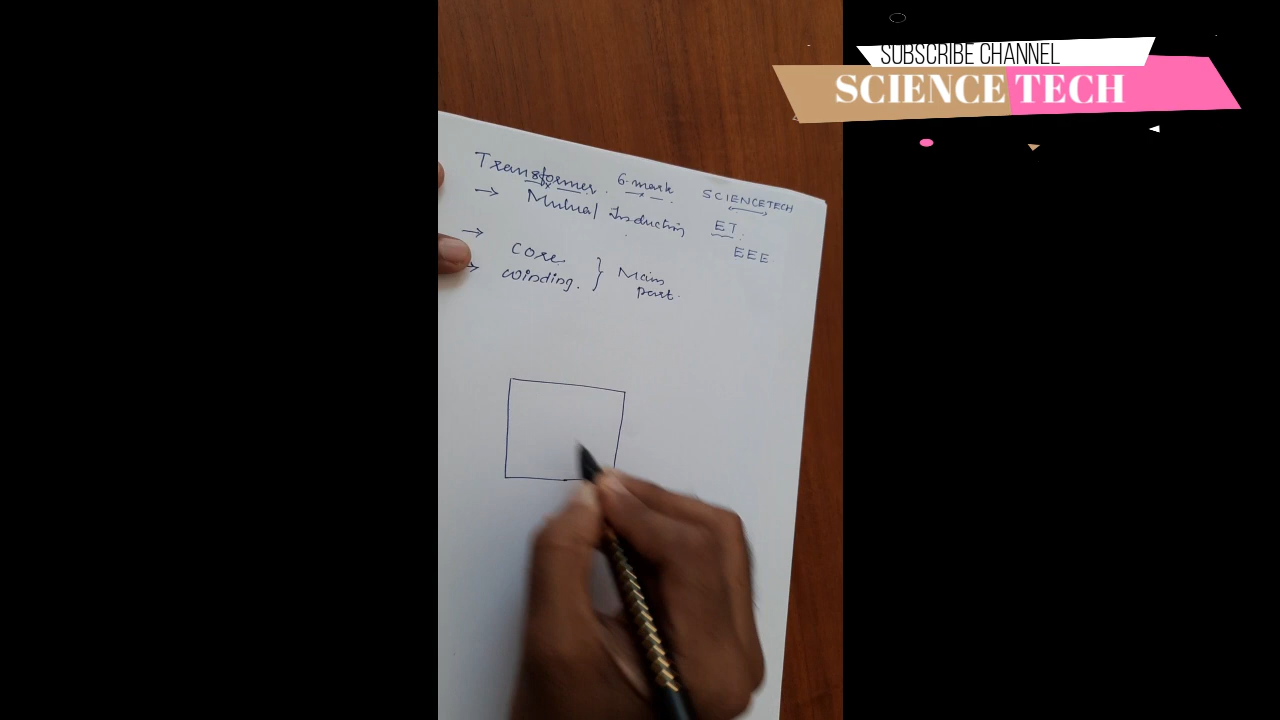 SUBSCRIBE CHANNEL
SCIENCE TECH
Transformer. 6-mark
SCIENCETECH
→ Mutual Induction
ET.
EEE
→ Core
→ Winding. } Main
part.